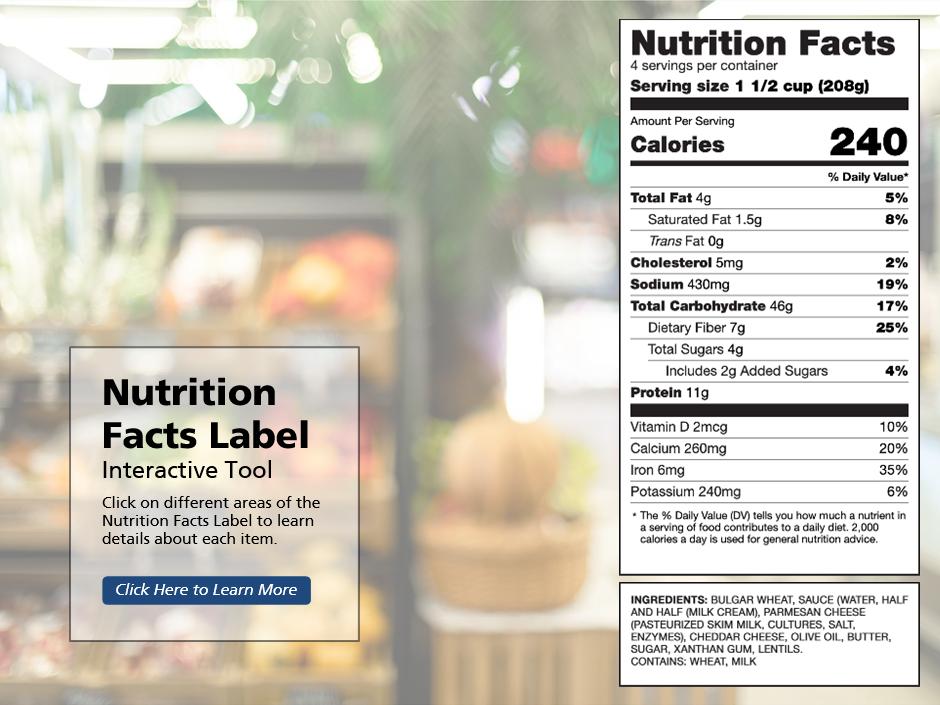 Nutrition
Facts Label
Interactive Tool
Click on different areas of the
Nutrition Facts Label to learn
details about each item.
Click Here to Learn More
Nutrition Facts
4 servings per container
Serving size 1 1/2 cup (208g)
Amount Per Serving
Calories 240
% Daily Value*
Total Fat 4g 5%
Saturated Fat 1.5g 8%
Trans Fat 0g
Cholesterol 5mg 2%
Sodium 430mg 19%
Total Carbohydrate 46g 17%
Dietary Fiber 7g 25%
Total Sugars 4g
Includes 2g Added Sugars 4%
Protein 11g
Vitamin D 2mcg 10%
Calcium 260mg 20%
Iron 6mg 35%
Potassium 240mg 6%
* The % Daily Value (DV) tells you how much a nutrient in
a serving of food contributes to a daily diet. 2,000
calories a day is used for general nutrition advice.
INGREDIENTS: BULGAR WHEAT, SAUCE (WATER, HALF
AND HALF (MILK CREAM), PARMESAN CHEESE
(PASTEURIZED SKIM MILK, CULTURES, SALT,
ENZYMES), CHEDDAR CHEESE, OLIVE OIL, BUTTER,
SUGAR, XANTHAN GUM, LENTILS.
CONTAINS: WHEAT, MILK